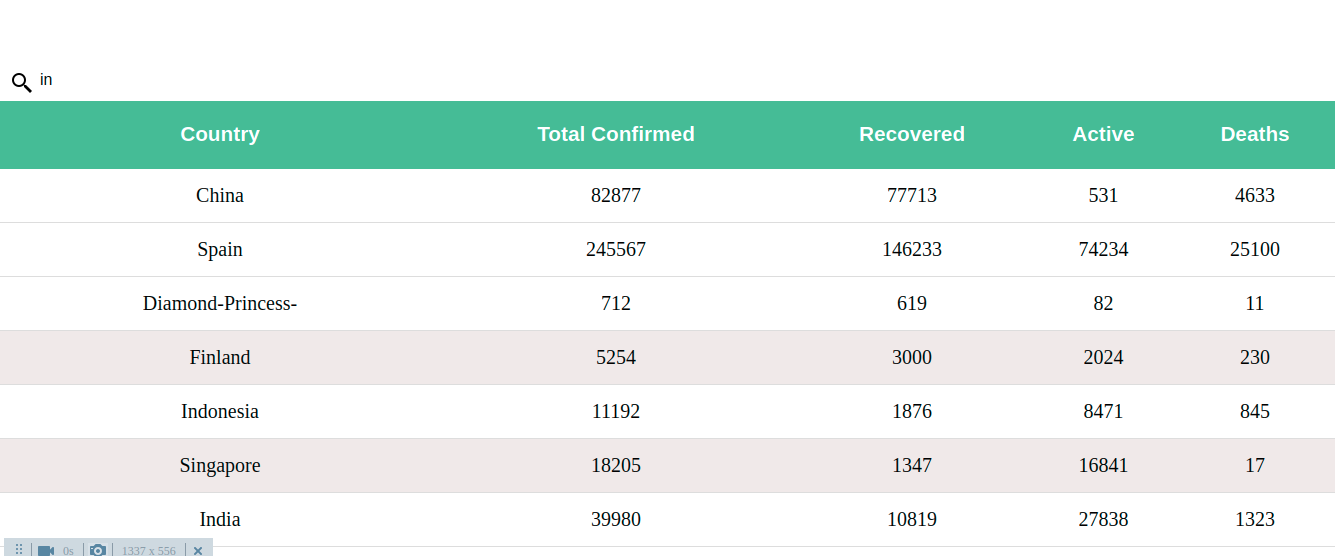 in
Country Total Confirmed Recovered Active Deaths
China 82877 77713 531 4633
Spain 245567 146233 74234 25100
Diamond-Princess- 712 619 82 11
Finland 5254 3000 2024 230
Indonesia 11192 1876 8471 845
Singapore 18205 1347 16841 17
India 39980 10819 27838 1323
0s 1337 x 556